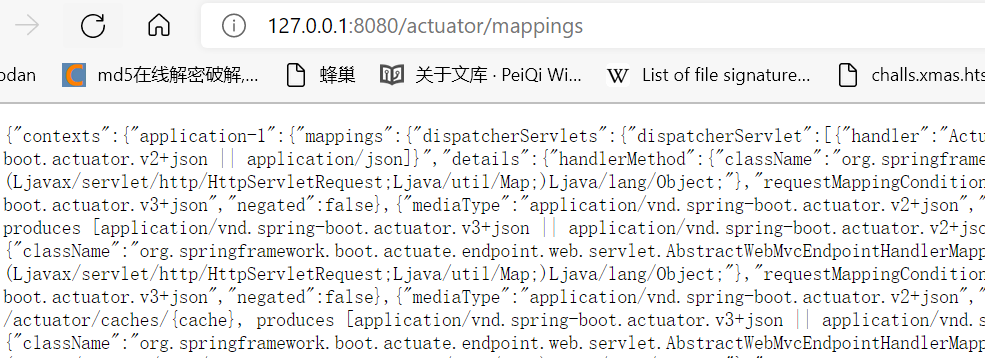 127.0.0.1:8080/actuator/mappings
odan md5在线解密破解,... 蜂巢 关于文库 · PeiQi Wi... List of file signature... challs.xmas.hts
{"contexts":{"application-1":{"mappings":{"dispatcherServlets":{"dispatcherServlet":[{"handler":"Actu
boot.actuator.v2+json || application/json]}","details":{"handlerMethod":{"className":"org.springframe
(Ljavax/servlet/http/HttpServletRequest;Ljava/util/Map;)Ljava/lang/Object;"},"requestMappingCondition
boot.actuator.v3+json","negated":false},{"mediaType":"application/vnd.spring-boot.actuator.v2+json","
produces [application/vnd.spring-boot.actuator.v3+json || application/vnd.spring-boot.actuator.v2+jso
{"className":"org.springframework.boot.actuate.endpoint.web.servlet.AbstractWebMvcEndpointHandlerMapp
(Ljavax/servlet/http/HttpServletRequest;Ljava/util/Map;)Ljava/lang/Object;"},"requestMappingCondition
boot.actuator.v3+json","negated":false},{"mediaType":"application/vnd.spring-boot.actuator.v2+json","
/actuator/caches/{cache}, produces [application/vnd.spring-boot.actuator.v3+json || application/vnd.s
{"className":"org.springframework.boot.actuate.endpoint.web.servlet.AbstractWebMvcEndpointHandlerMapp